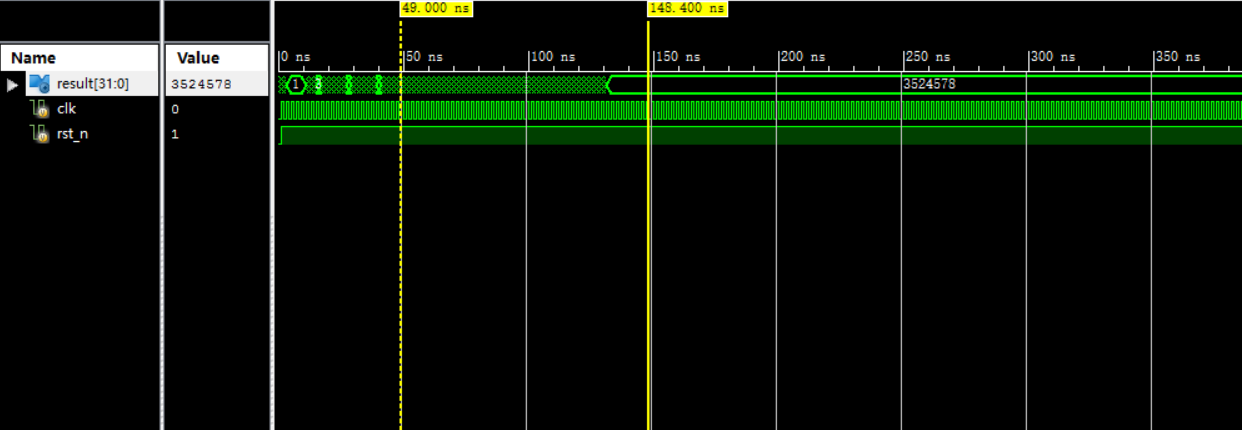 49.000 ns 148.400 ns
Name Value
0 ns 50 ns 100 ns 150 ns 200 ns 250 ns 300 ns 350 ns
result[31:0] 3524578 1 3524578
clk 0
rst_n 1